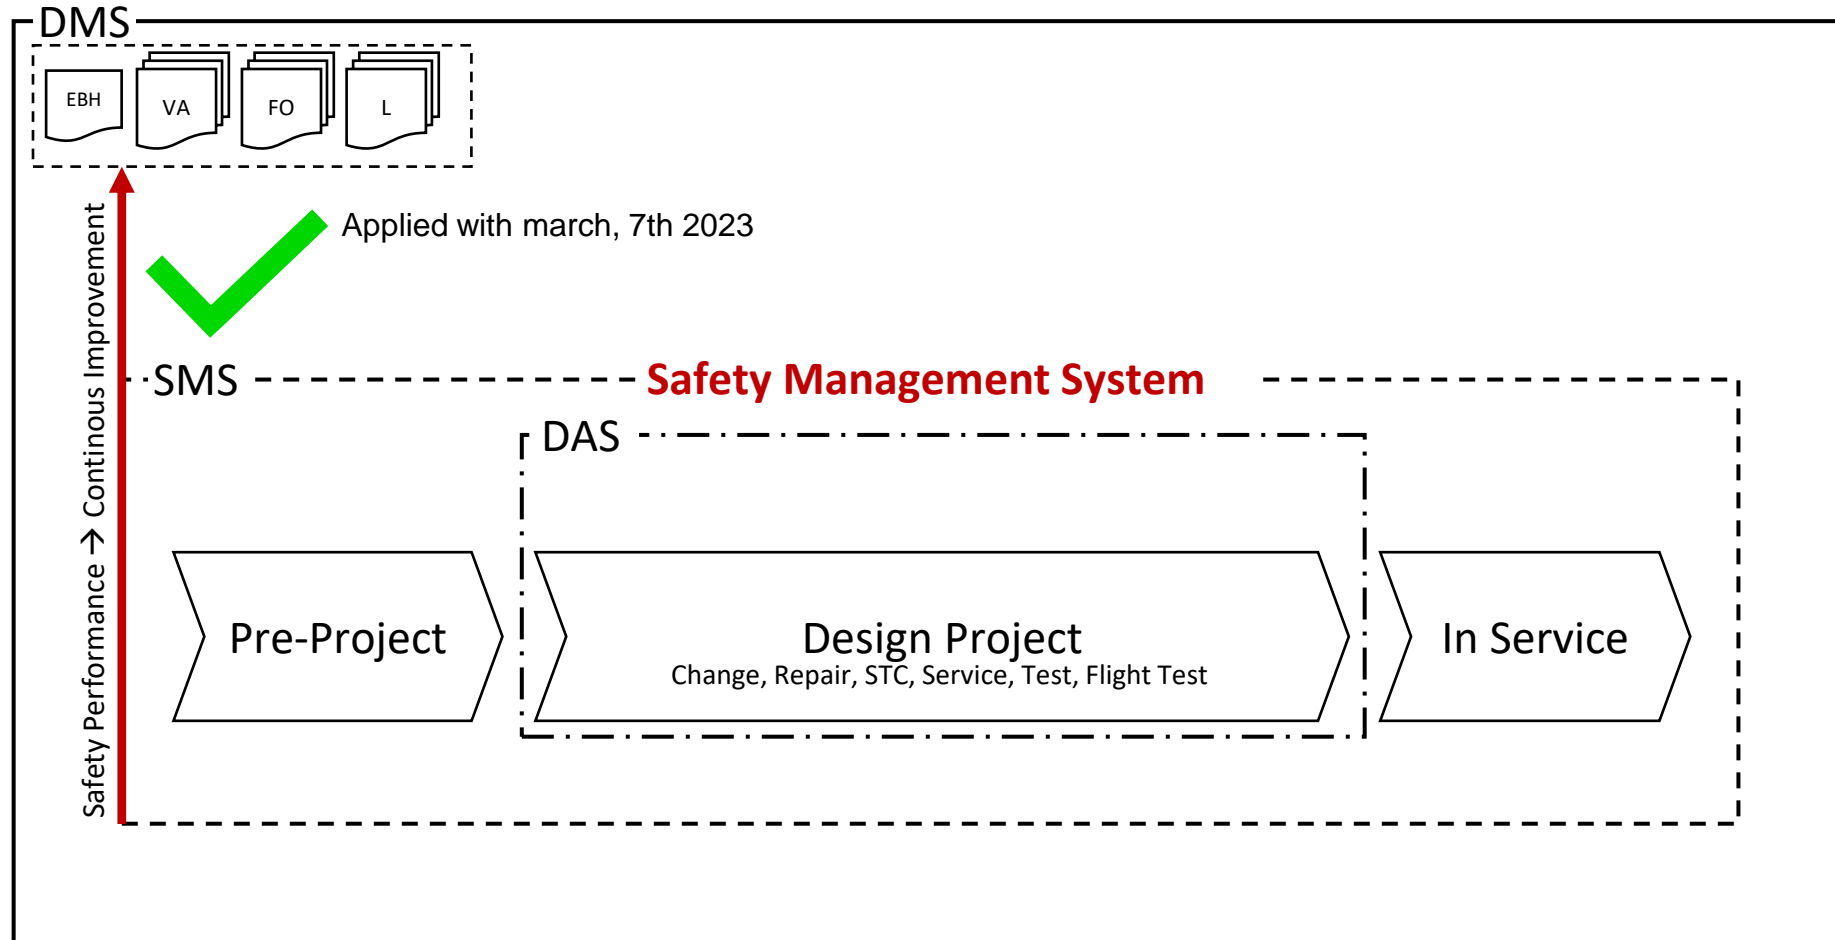 DMS
EBH
VA
FO
L
Applied with march, 7th 2023
Safety Performance → Continous Improvement
SMS
Safety Management System
DAS
Pre-Project
Design Project
Change, Repair, STC, Service, Test, Flight Test
In Service